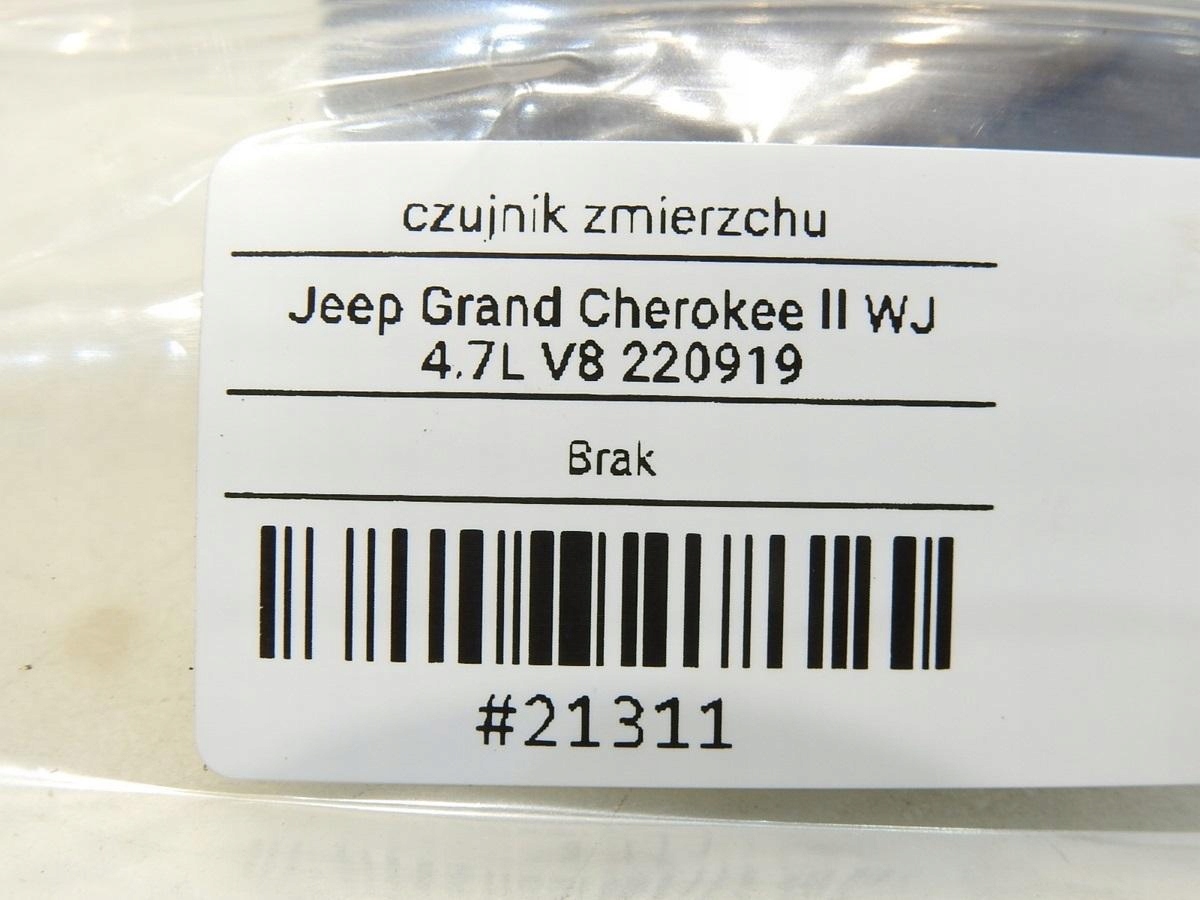 czujnik zmierzchu
Jeep Grand Cherokee II WJ
4.7L V8 220919
Brak
#21311